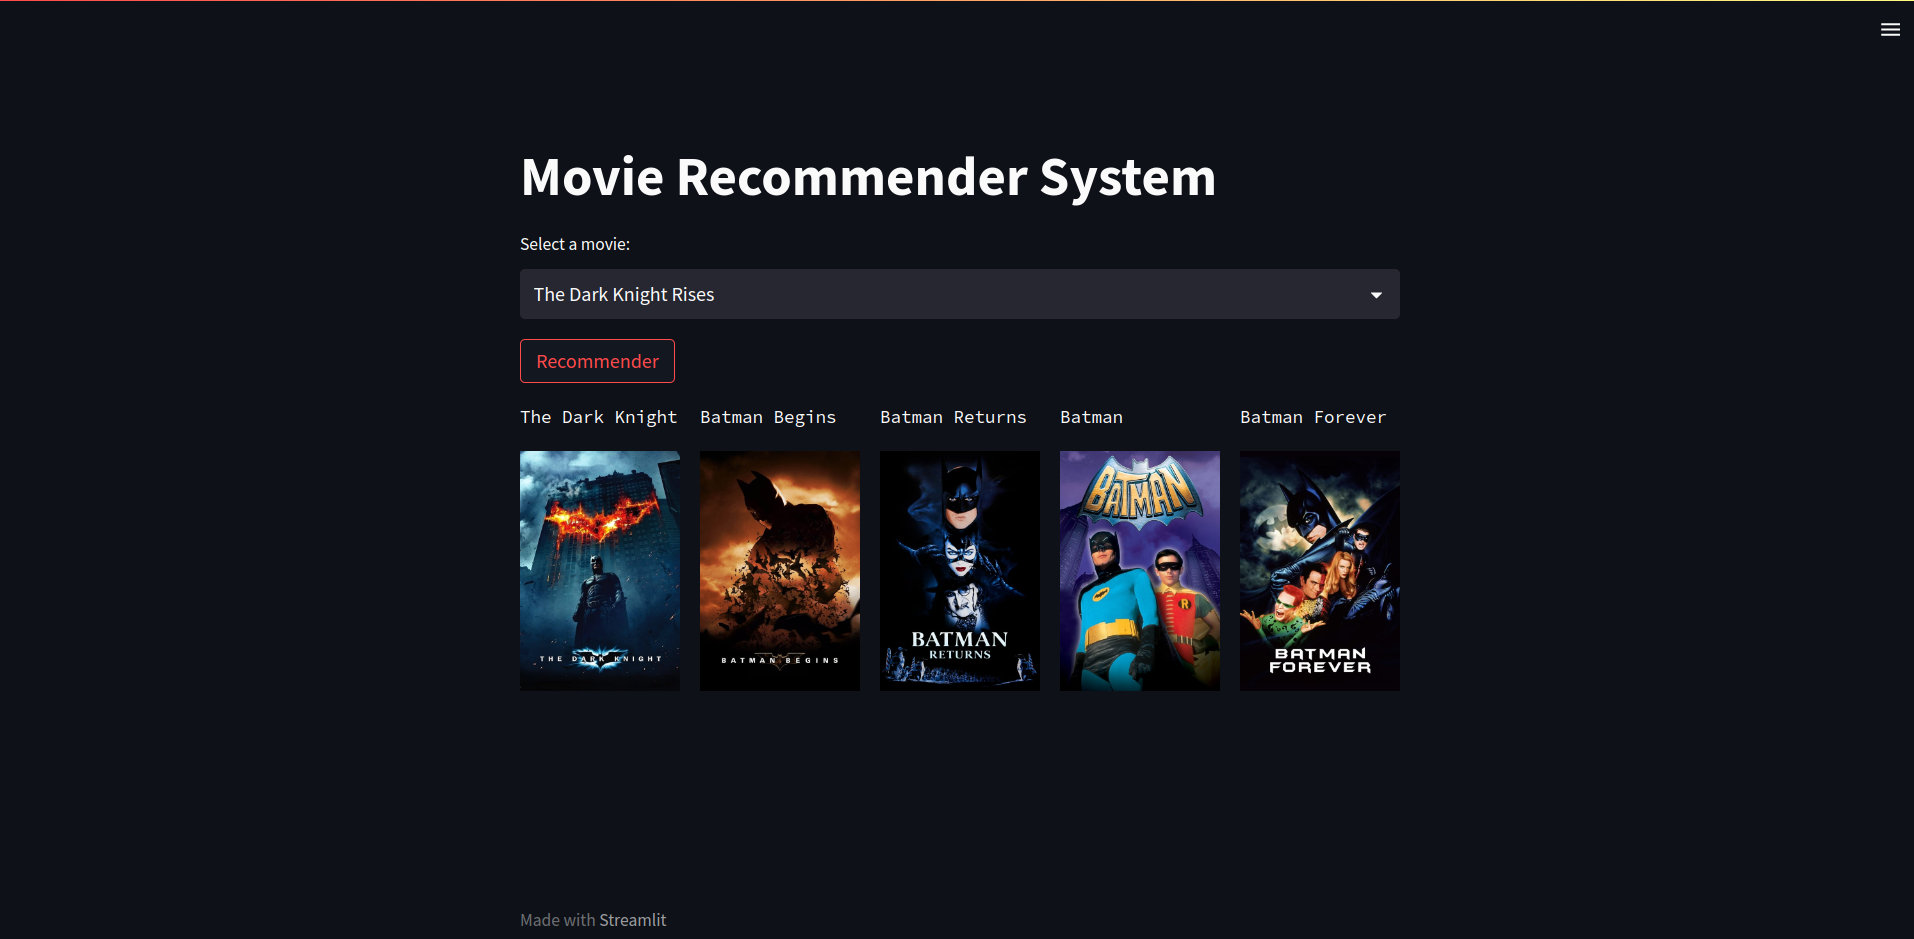 Movie Recommender System
Select a movie:
The Dark Knight Rises
Recommender
The Dark Knight
Batman Begins
Batman Returns
Batman
Batman Forever
THE DARK KNIGHT
BATMAN BEGINS
BATMAN
RETURNS
BATMAN
R
BATMAN
FOREVER
Made with Streamlit